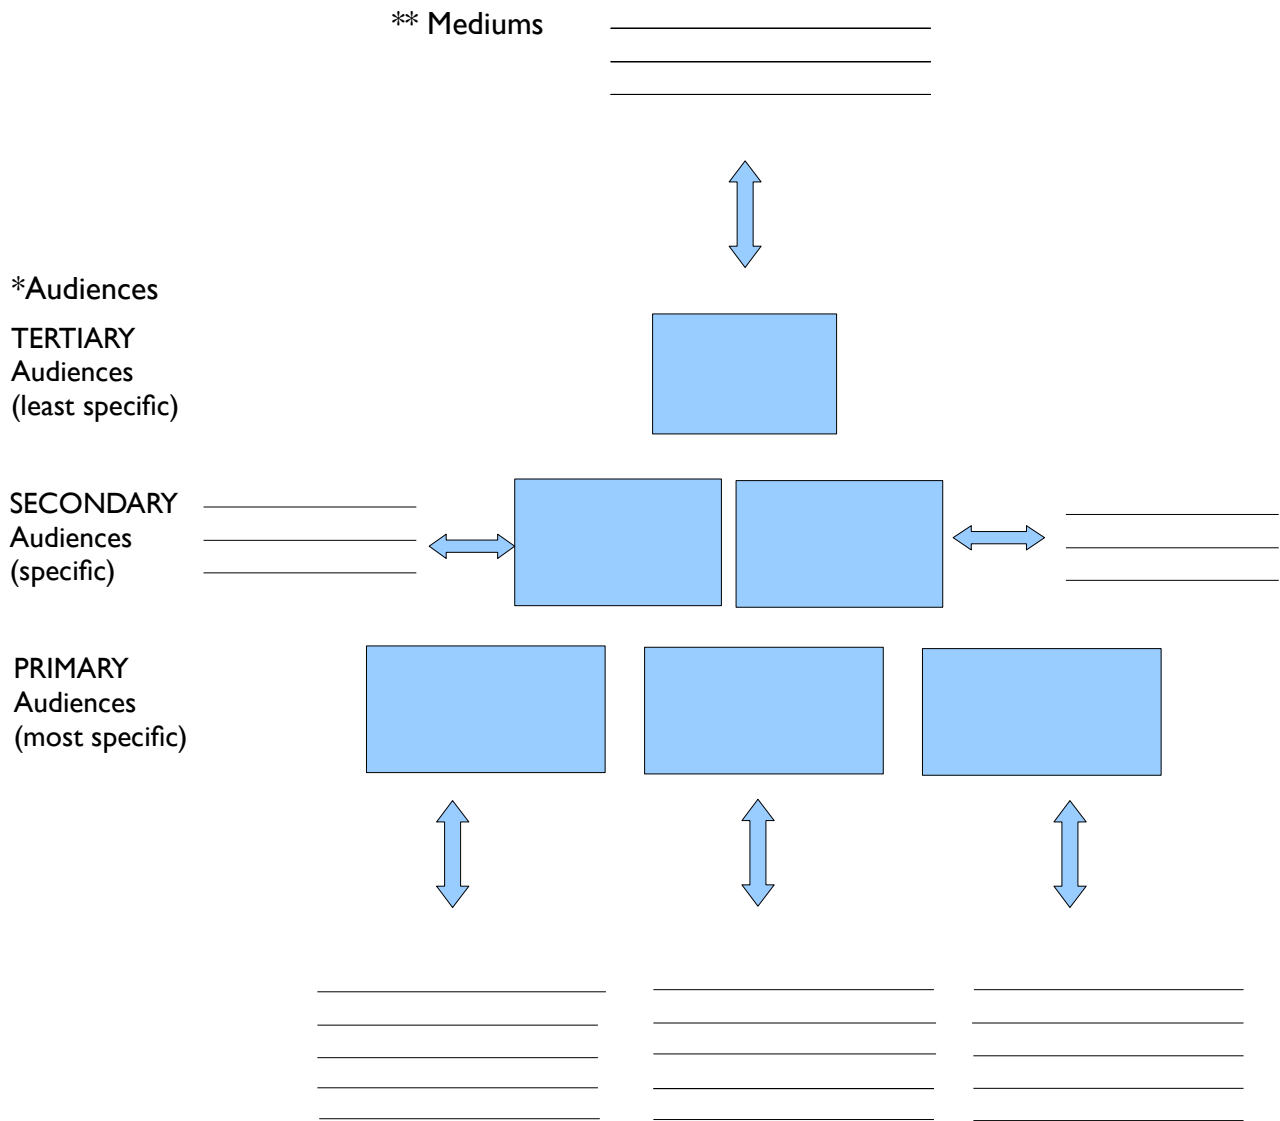 ** Mediums
*Audiences
TERTIARY
Audiences
(least specific)
SECONDARY
Audiences
(specific)
PRIMARY
Audiences
(most specific)